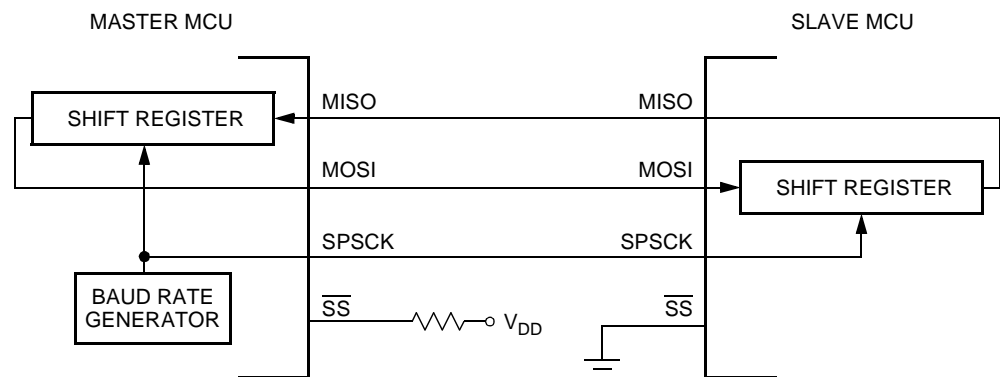 MASTER MCU
SLAVE MCU
SHIFT REGISTER
MISO
MISO
MOSI
MOSI
SHIFT REGISTER
SPSCK
SPSCK
BAUD RATE
GENERATOR
SS
VDD
SS